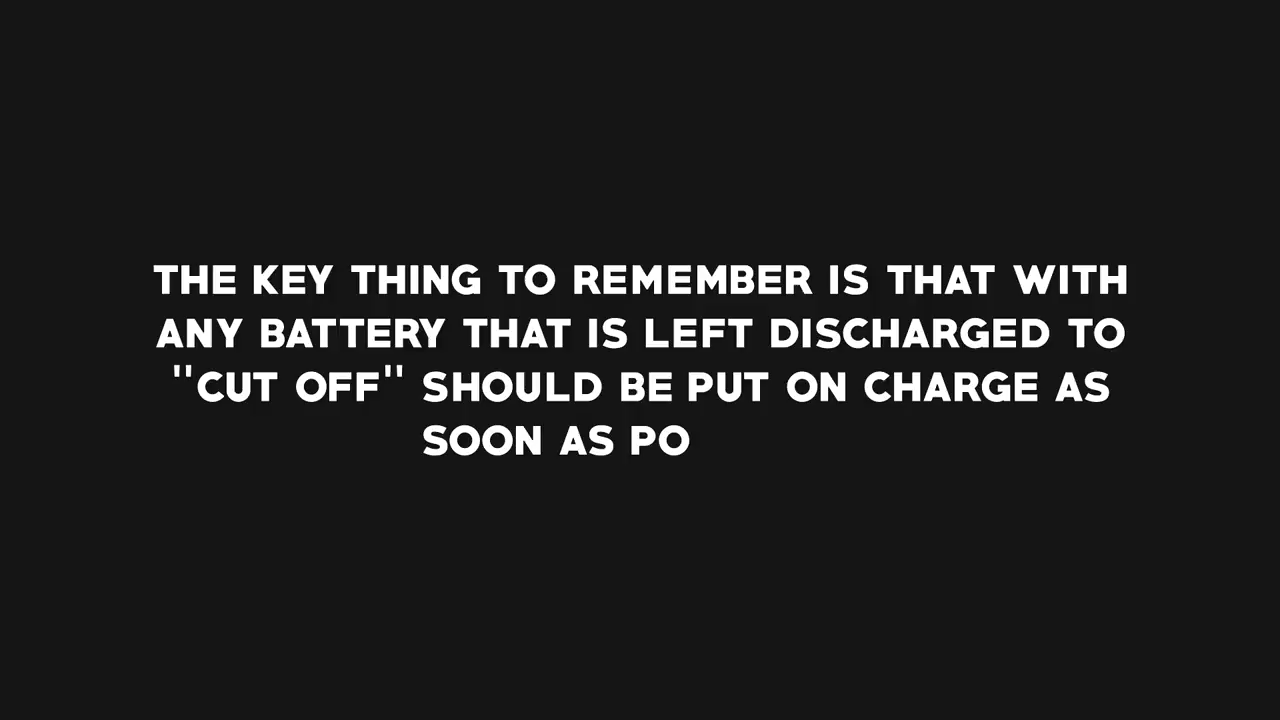 THE KEY THING TO REMEMBER IS THAT WITH
ANY BATTERY THAT IS LEFT DISCHARGED TO
"CUT OFF" SHOULD BE PUT ON CHARGE AS
SOON AS PO